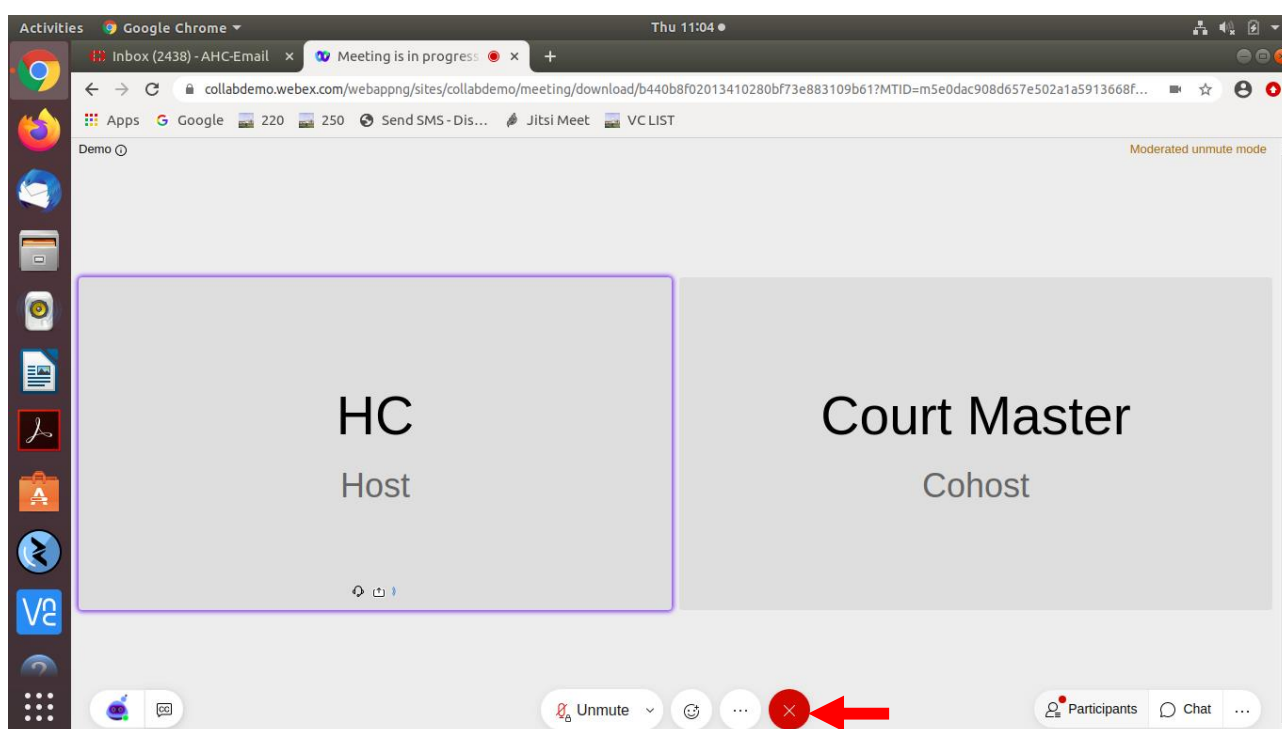 Activities Google Chrome Thu 11:04
Inbox (2438) - AHC-Email × Meeting is in progress × +
collabdemo.webex.com/webappng/sites/collabdemo/meeting/download/b440b8f02013410280bf73e883109b61?MTID=m5e0dac908d657e502a1a5913668f...
Apps G Google 220 250 Send SMS - Dis... Jitsi Meet VC LIST
Demo Moderated unmute mode
HC Court Master
Host Cohost
CC Unmute ... Participants Chat ...